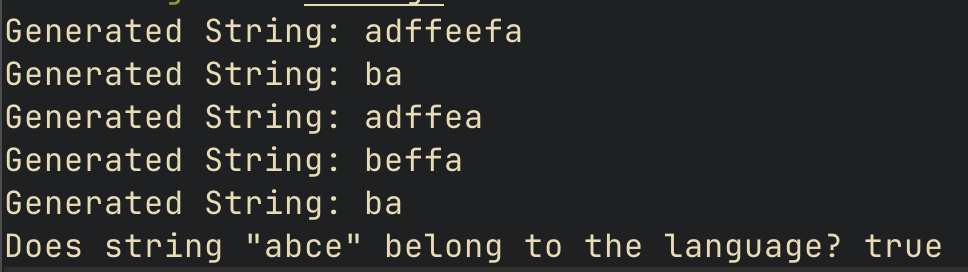 Generated String: adffeefa
Generated String: ba
Generated String: adffea
Generated String: beffa
Generated String: ba
Does string "abce" belong to the language? true